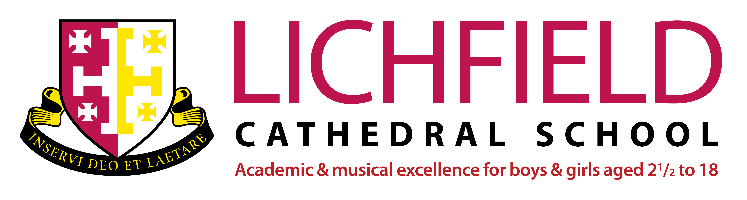 LICHFIELD
CATHEDRAL SCHOOL
Academic & musical excellence for boys & girls aged 2½ to 18
INSERVI DEO ET LAETARE